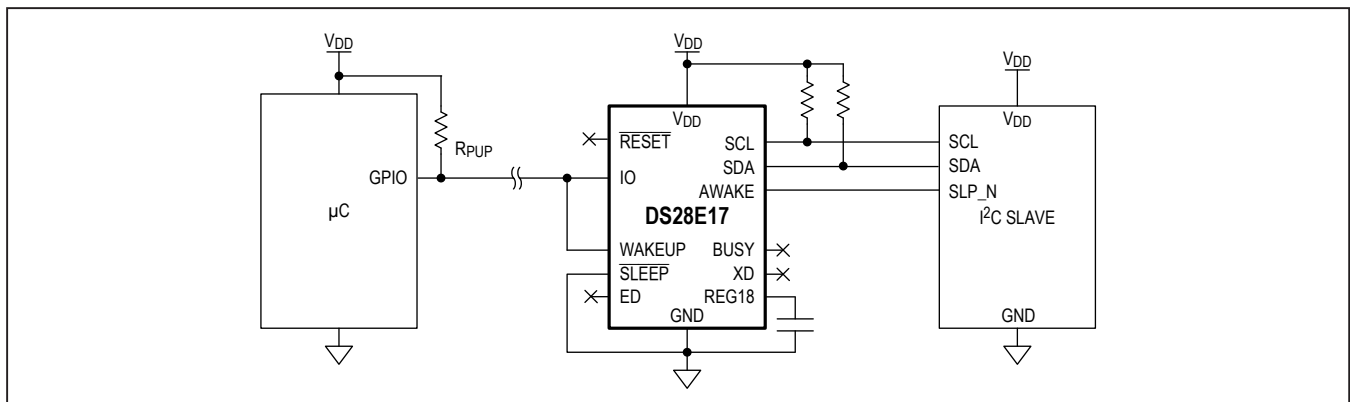 VDD
VDD
VDD
RPUP
GPIO
µC
VDD
RESET
IO
WAKEUP
SLEEP
ED
DS28E17
SCL
SDA
AWAKE
BUSY
XD
REG18
GND
VDD
SCL
SDA
SLP_N
I²C SLAVE
GND